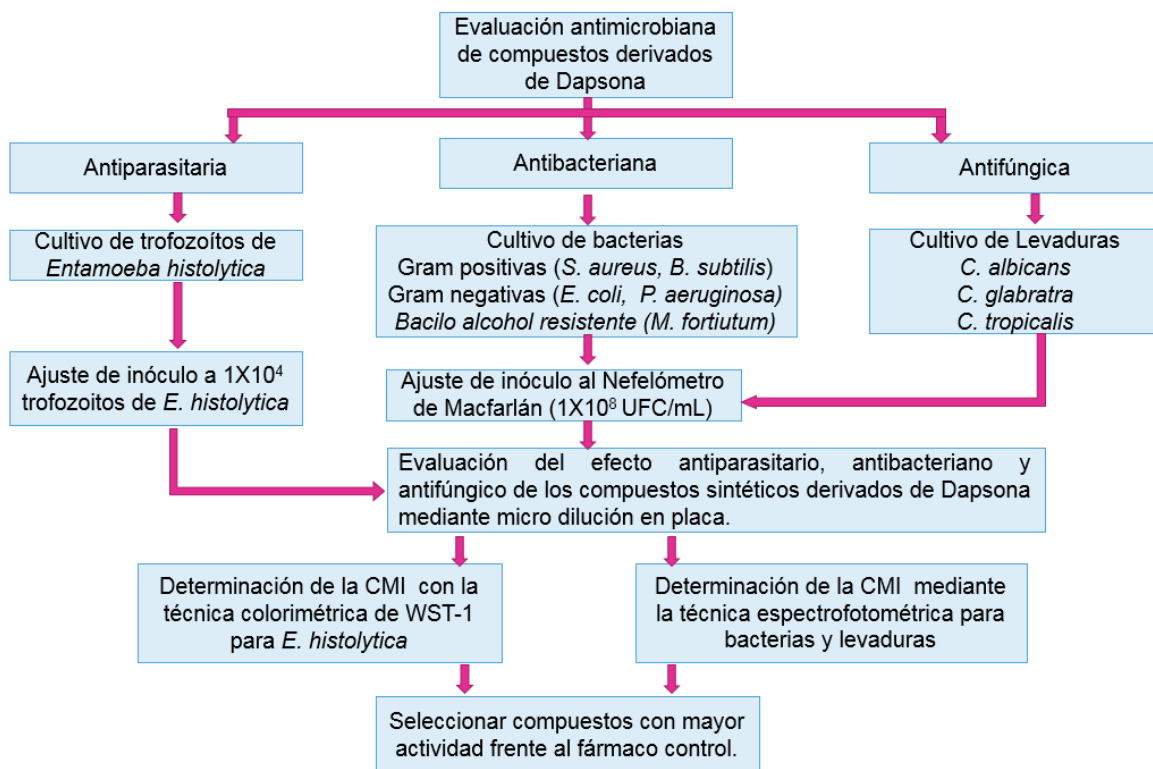 Evaluación antimicrobiana
de compuestos derivados
de Dapsona
Antiparasitaria
Antibacteriana
Antifúngica
Cultivo de trofozoítos de
Entamoeba histolytica
Cultivo de bacterias
Gram positivas (S. aureus, B. subtilis)
Gram negativas (E. coli, P. aeruginosa)
Bacilo alcohol resistente (M. fortiutum)
Cultivo de Levaduras
C. albicans
C. glabratra
C. tropicalis
Ajuste de inóculo a 1X10⁴
trofozoitos de E. histolytica
Ajuste de inóculo al Nefelómetro
de Macfarlán (1X10⁸ UFC/mL)
Evaluación del efecto antiparasitario, antibacteriano y
antifúngico de los compuestos sintéticos derivados de Dapsona
mediante micro dilución en placa.
Determinación de la CMI con la
técnica colorimétrica de WST-1
para E. histolytica
Determinación de la CMI mediante
la técnica espectrofotométrica para
bacterias y levaduras
Seleccionar compuestos con mayor
actividad frente al fármaco control.